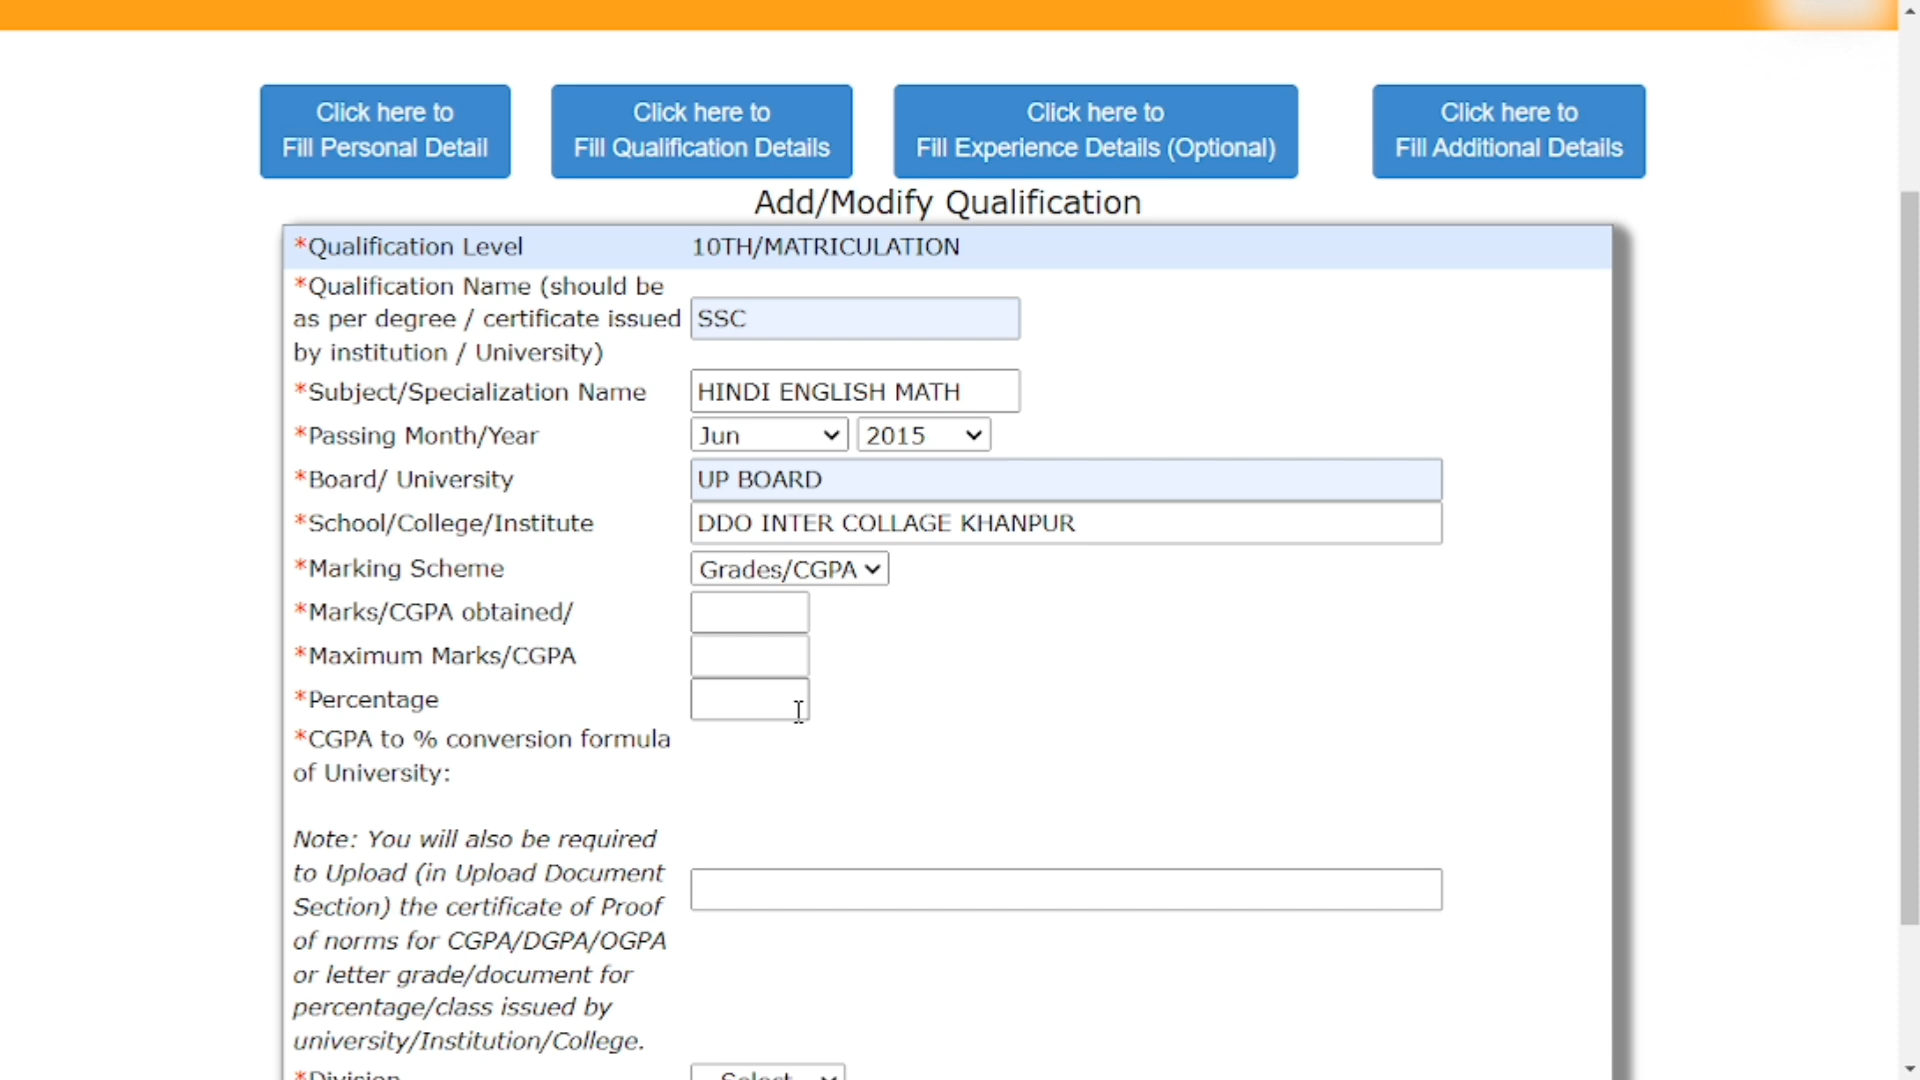 Click here to
Fill Personal Detail
Click here to
Fill Qualification Details
Click here to
Fill Experience Details (Optional)
Click here to
Fill Additional Details
Add/Modify Qualification
*Qualification Level 10TH/MATRICULATION
*Qualification Name (should be
as per degree / certificate issued
by institution / University)
SSC
*Subject/Specialization Name HINDI ENGLISH MATH
*Passing Month/Year Jun 2015
*Board/ University UP BOARD
*School/College/Institute DDO INTER COLLAGE KHANPUR
*Marking Scheme Grades/CGPA
*Marks/CGPA obtained/
*Maximum Marks/CGPA
*Percentage
*CGPA to % conversion formula
of University:
Note: You will also be required
to Upload (in Upload Document
Section) the certificate of Proof
of norms for CGPA/DGPA/OGPA
or letter grade/document for
percentage/class issued by
university/Institution/College.
*Division Select